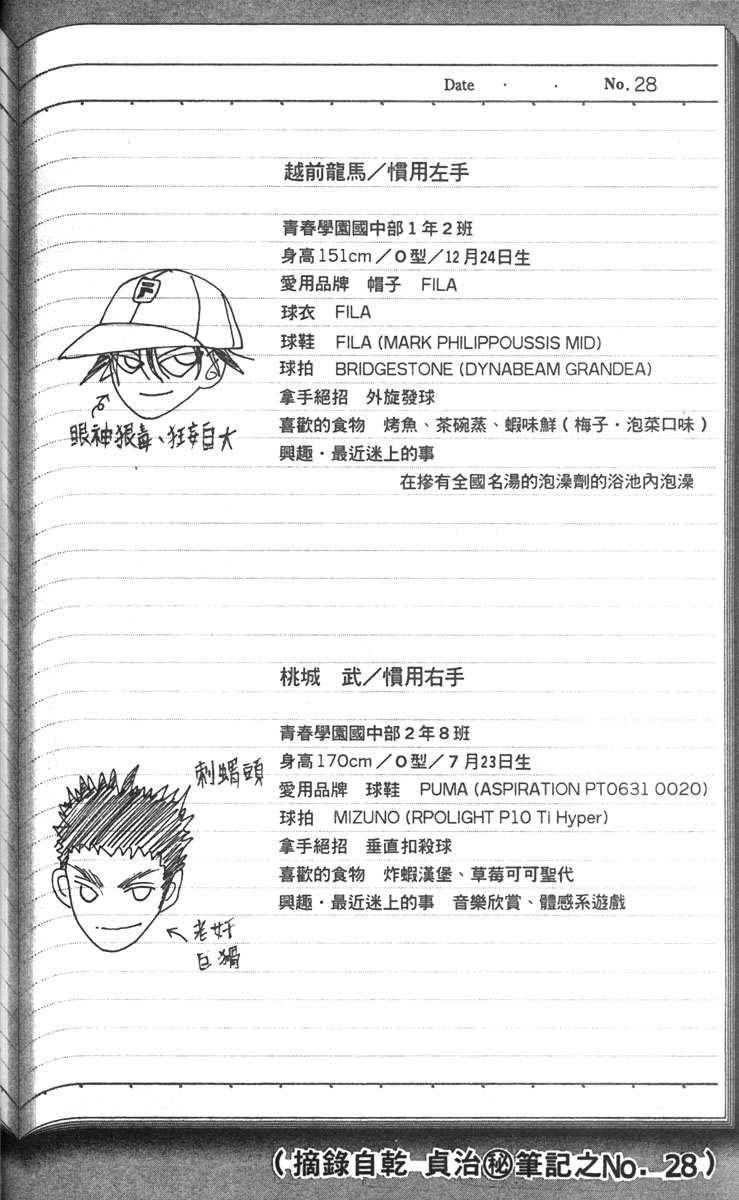 Date ・ ・ No. 28
越前龍馬／慣用左手
青春學園國中部1年2班
身高151cm／O型／12月24日生
愛用品牌　帽子　FILA
球衣　FILA
球鞋　FILA (MARK PHILIPPOUSSIS MID)
球拍　BRIDGESTONE (DYNABEAM GRANDEA)
拿手絕招　外旋發球
喜歡的食物　烤魚、茶碗蒸、蝦味鮮（梅子・泡菜口味）
興趣・最近迷上的事
在摻有全國名湯的泡澡劑的浴池內泡澡
F
眼神狠毒、狂妄自大
桃城　武／慣用右手
青春學園國中部2年8班
身高170cm／O型／7月23日生
愛用品牌　球鞋　PUMA (ASPIRATION PT0631 0020)
球拍　MIZUNO (RPOLIGHT P10 Ti Hyper)
拿手絕招　垂直扣殺球
喜歡的食物　炸蝦漢堡、草莓可可聖代
興趣・最近迷上的事　音樂欣賞、體感系遊戲
刺蝟頭
老奸
巨猾
（摘錄自乾 貞治㊙筆記之No. 28）